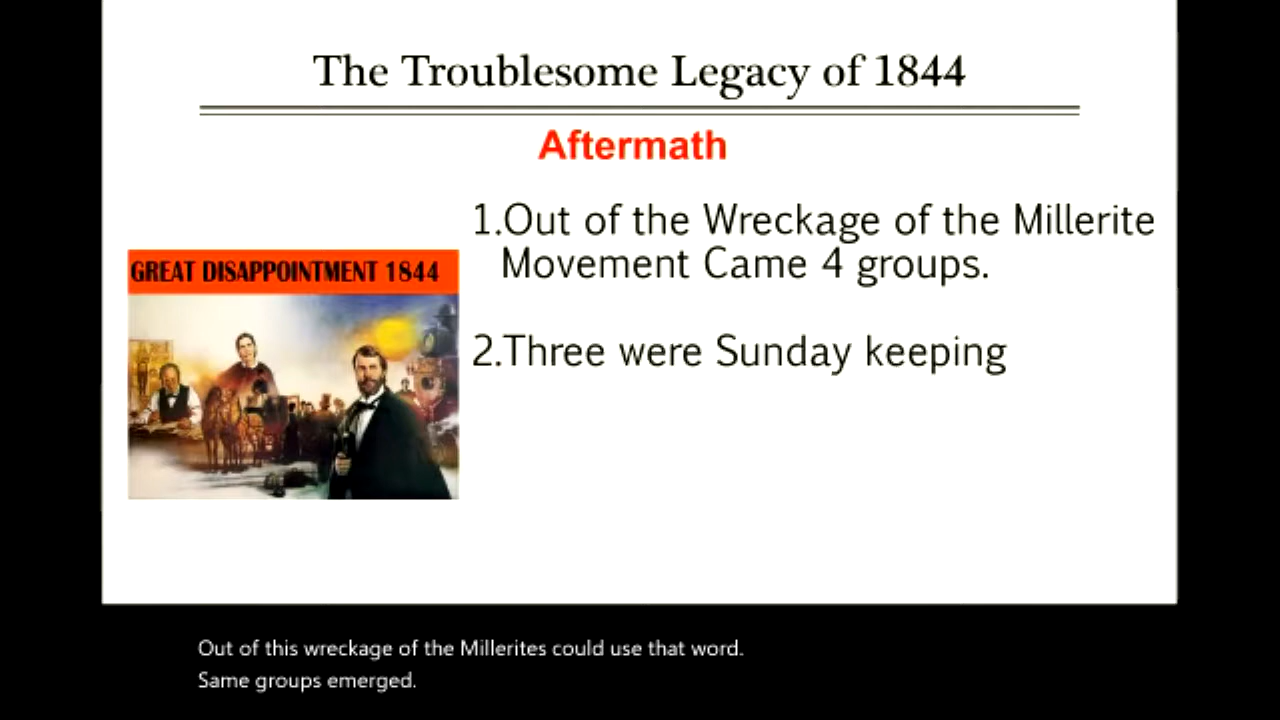 The Troublesome Legacy of 1844
Aftermath
1.Out of the Wreckage of the Millerite
Movement Came 4 groups.
2.Three were Sunday keeping
GREAT DISAPPOINTMENT 1844
Out of this wreckage of the Millerites could use that word.
Same groups emerged.